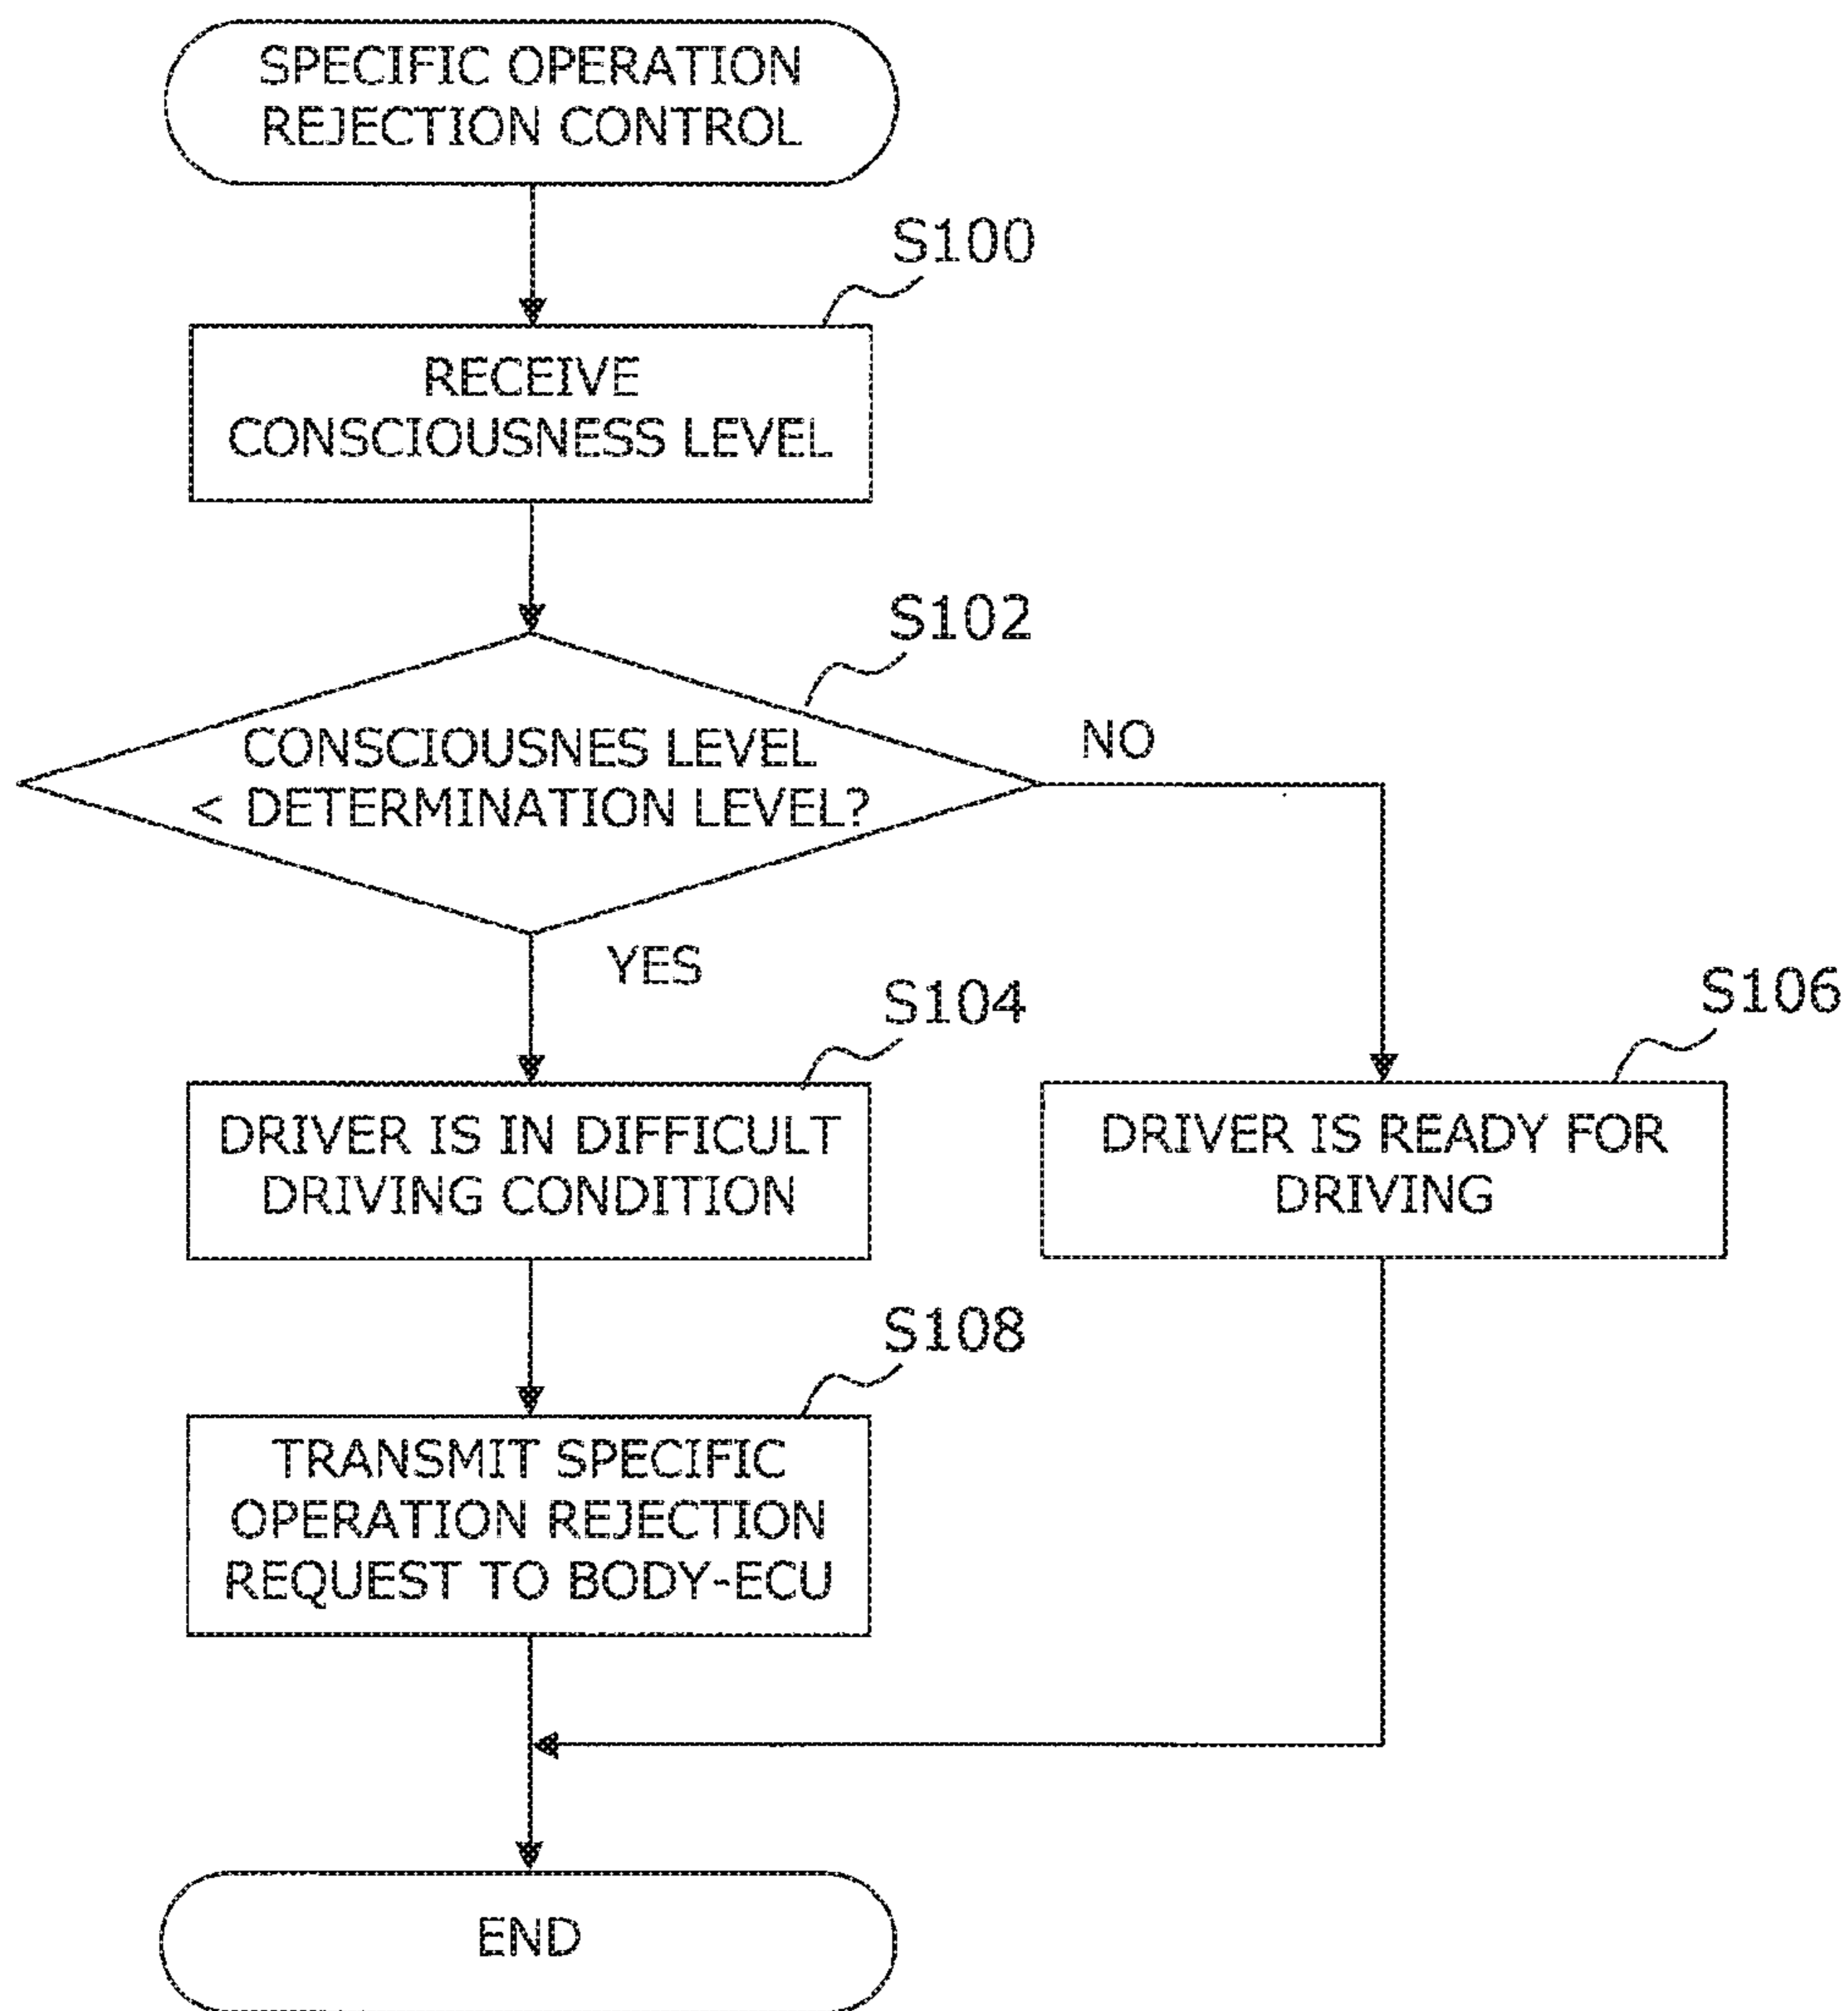 SPECIFIC OPERATION
REJECTION CONTROL
S100
RECEIVE
CONSCIOUSNESS LEVEL
S102
CONSCIOUSNES LEVEL
< DETERMINATION LEVEL?
NO
YES
S104
DRIVER IS IN DIFFICULT
DRIVING CONDITION
S106
DRIVER IS READY FOR
DRIVING
S108
TRANSMIT SPECIFIC
OPERATION REJECTION
REQUEST TO BODY-ECU
END